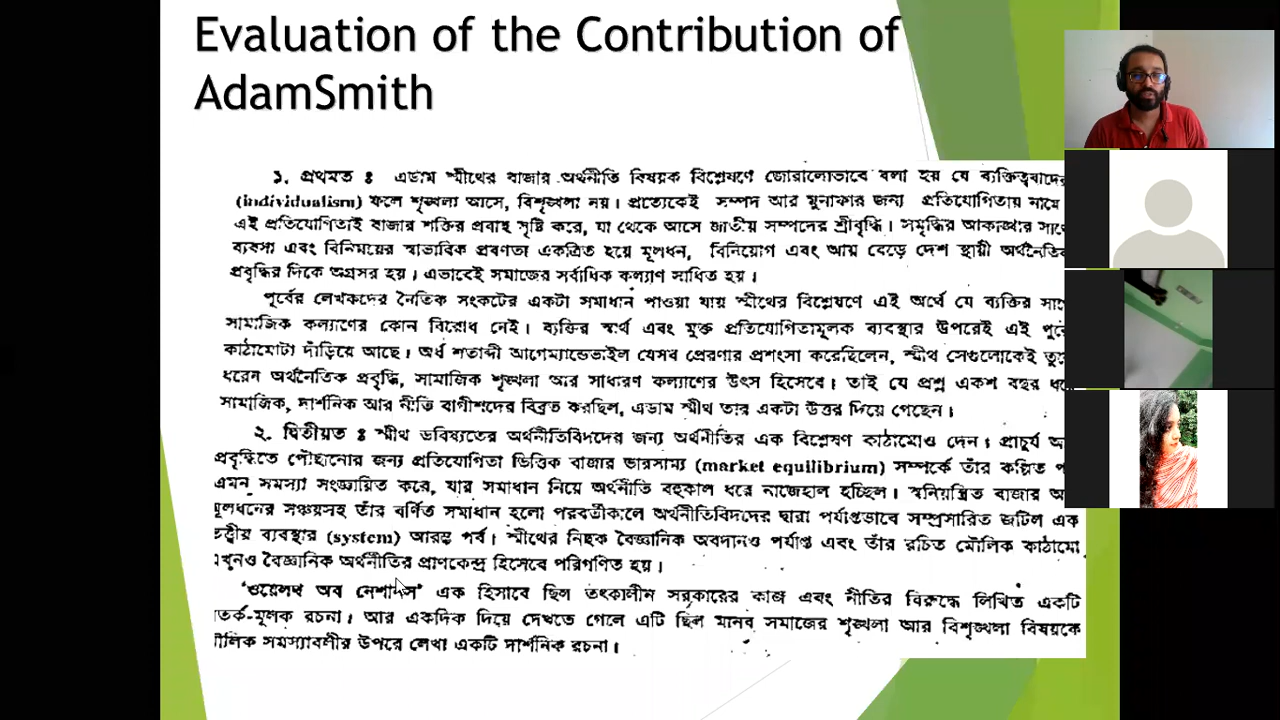 Evaluation of the Contribution of
AdamSmith
১. প্রথমত ঃ এডাম স্মীথের বাজার অর্থনীতি বিষয়ক বিশ্লেষণে জোরালোভাবে বলা হয় যে ব্যক্তিত্ববাদের
(individualism) ফলে শৃঙ্খলা আসে, বিশৃঙ্খলা নয়। প্রত্যেকেই সম্পদ আর মুনাফার জন্য প্রতিযোগিতায় নামে
এই প্রতিযোগিতাই বাজার শক্তির প্রবাহ সৃষ্টি করে, যা থেকে আসে জাতীয় সম্পদের শ্রীবৃদ্ধি। সমৃদ্ধির আকাঙ্ক্ষার
ব্যবসা এবং বিনিময়ের স্বাভাবিক প্রবণতা একত্রিত হয়ে মূলধন, বিনিয়োগ এবং আয় বেড়ে দেশ স্থায়ী
প্রবৃদ্ধির দিকে অগ্রসর হয়। এভাবেই সমাজের সর্বাধিক কল্যাণ সাধিত হয়।
পূর্বের লেখকদের নৈতিক সংকটের একটা সমাধান পাওয়া যায় স্মীথের বিশ্লেষণে এই অর্থে যে ব্যক্তির
সামাজিক কল্যাণের কোন বিরোধ নেই। ব্যক্তির স্বার্থ এবং মুক্ত প্রতিযোগিতামূলক ব্যবস্থার উপরেই এই
কাঠামোটা দাঁড়িয়ে আছে। অর্ধ শতাব্দী আগে ম্যান্ডেভাইল যেসব প্রেরণার প্রশংসা করেছিলেন, স্মীথ সেগুলোকেই
ধরেন অর্থনৈতিক প্রবৃদ্ধি, সামাজিক শৃঙ্খলা আর সাধারণ কল্যাণের উৎস হিসেবে। তাই যে প্রশ্ন একশ বছর
সামাজিক, দার্শনিক আর নীতি বাগীশদের বিব্রত করছিল, এডাম স্মীথ তার একটা উত্তর দিয়ে গেছেন।
২. দ্বিতীয়ত ঃ স্মীথ ভবিষ্যতের অর্থনীতিবিদদের জন্য অর্থনীতির এক বিশ্লেষণ কাঠামোও দেন। প্রাচুর্য
প্রবৃদ্ধিতে পৌছানোর জন্য প্রতিযোগিতা ভিত্তিক বাজার ভারসাম্য (market equilibrium) সম্পর্কে তাঁর কল্পিত
এমন সমস্যা সংজ্ঞায়িত করে, যার সমাধান নিয়ে অর্থনীতি বহুকাল ধরে নাজেহাল হচ্ছিল। স্বনিয়ন্ত্রিত বাজার
মূলধনের সঞ্চয়সহ তাঁর বর্ণিত সমাধান হলো পরবর্তীকালে অর্থনীতিবিদদের দ্বারা পর্যাপ্তভাবে সম্প্রসারিত জটিল এক
ব্যবস্থার (system) আরম্ভ পর্ব। স্মীথের নিছক বৈজ্ঞানিক অবদানও পর্যাপ্ত এবং তাঁর রচিত মৌলিক কাঠামো
এখনও বৈজ্ঞানিক অর্থনীতির প্রাণকেন্দ্র হিসেবে পরিগণিত হয়।
'ওয়েলথ অব নেশানস' এক হিসাবে ছিল তৎকালীন সরকারের কাজ এবং নীতির বিরুদ্ধে লিখিত একটি
তর্ক-মূলক রচনা। আর একদিক দিয়ে দেখতে গেলে এটি ছিল মানব সমাজের শৃঙ্খলা আর বিশৃঙ্খলা বিষয়কে
মৌলিক সমস্যাবলীর উপরে লেখা একটি দার্শনিক রচনা।